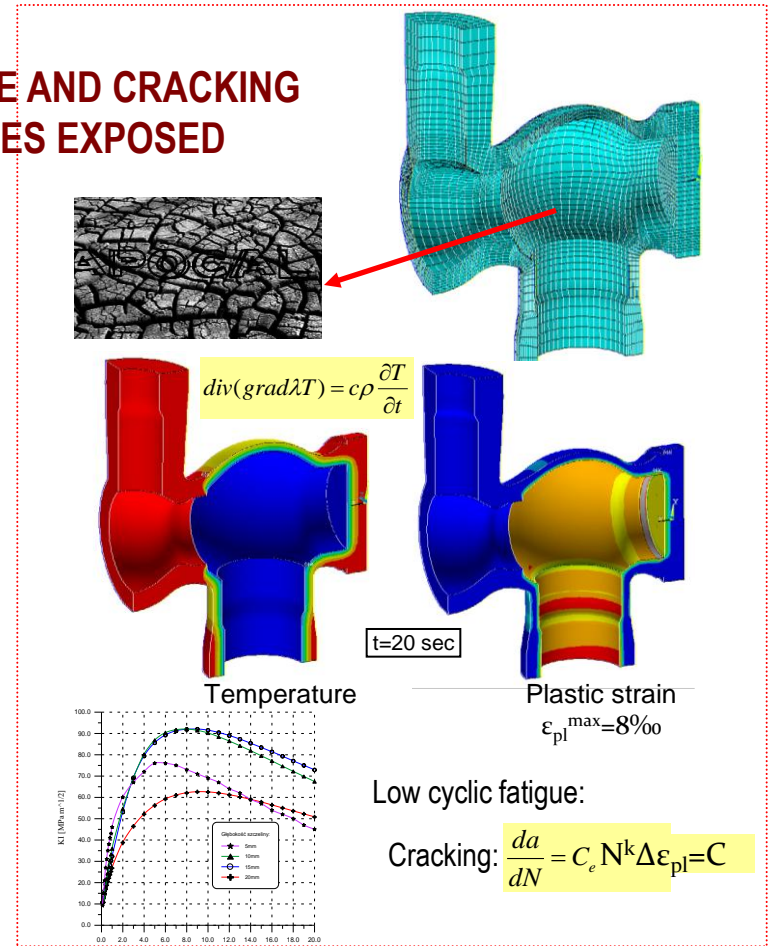 E AND CRACKING
ES EXPOSED
div(gradλT) = cρ ∂T/∂t
t=20 sec
Temperature
Plastic strain
εpl^max=8‰
100.0
90.0
80.0
70.0
60.0
50.0
40.0
30.0
20.0
10.0
0.0
KI [MPa m^1/2]
Głębokość szczeliny:
5mm
10mm
15mm
20mm
0.0 2.0 4.0 6.0 8.0 10.0 12.0 14.0 16.0 18.0 20.0
Low cyclic fatigue:
Cracking: da/dN = Ce N^kΔεpl=C